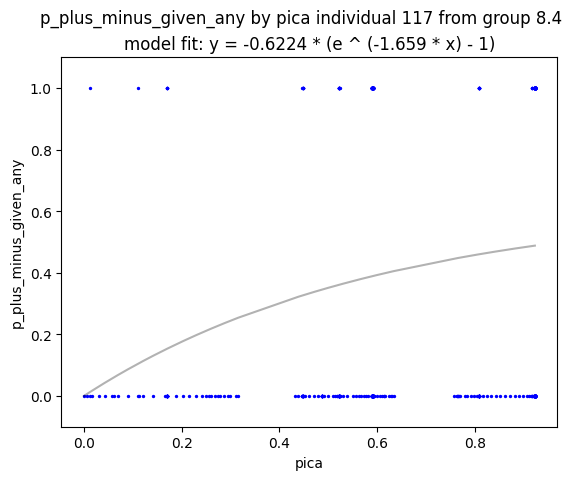 p_plus_minus_given_any by pica individual 117 from group 8.4
model fit: y = -0.6224 * (e ^ (-1.659 * x) - 1)
1.0
0.8
0.6
0.4
0.2
0.0
p_plus_minus_given_any
0.0 0.2 0.4 0.6 0.8
pica